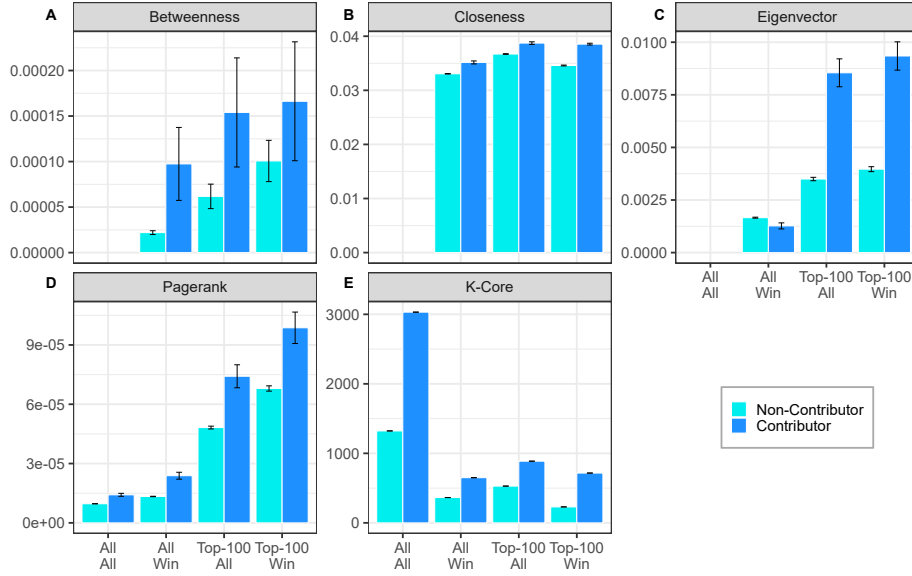 A Betweenness
0.00020
0.00015
0.00010
0.00005
0.00000
B Closeness
0.04
0.03
0.02
0.01
0.00
C Eigenvector
0.0100
0.0075
0.0050
0.0025
0.0000
All All Top-100 Top-100
All Win All Win
D Pagerank
9e-05
6e-05
3e-05
0e+00
All All Top-100 Top-100
All Win All Win
E K-Core
3000
2000
1000
0
All All Top-100 Top-100
All Win All Win
Non-Contributor
Contributor